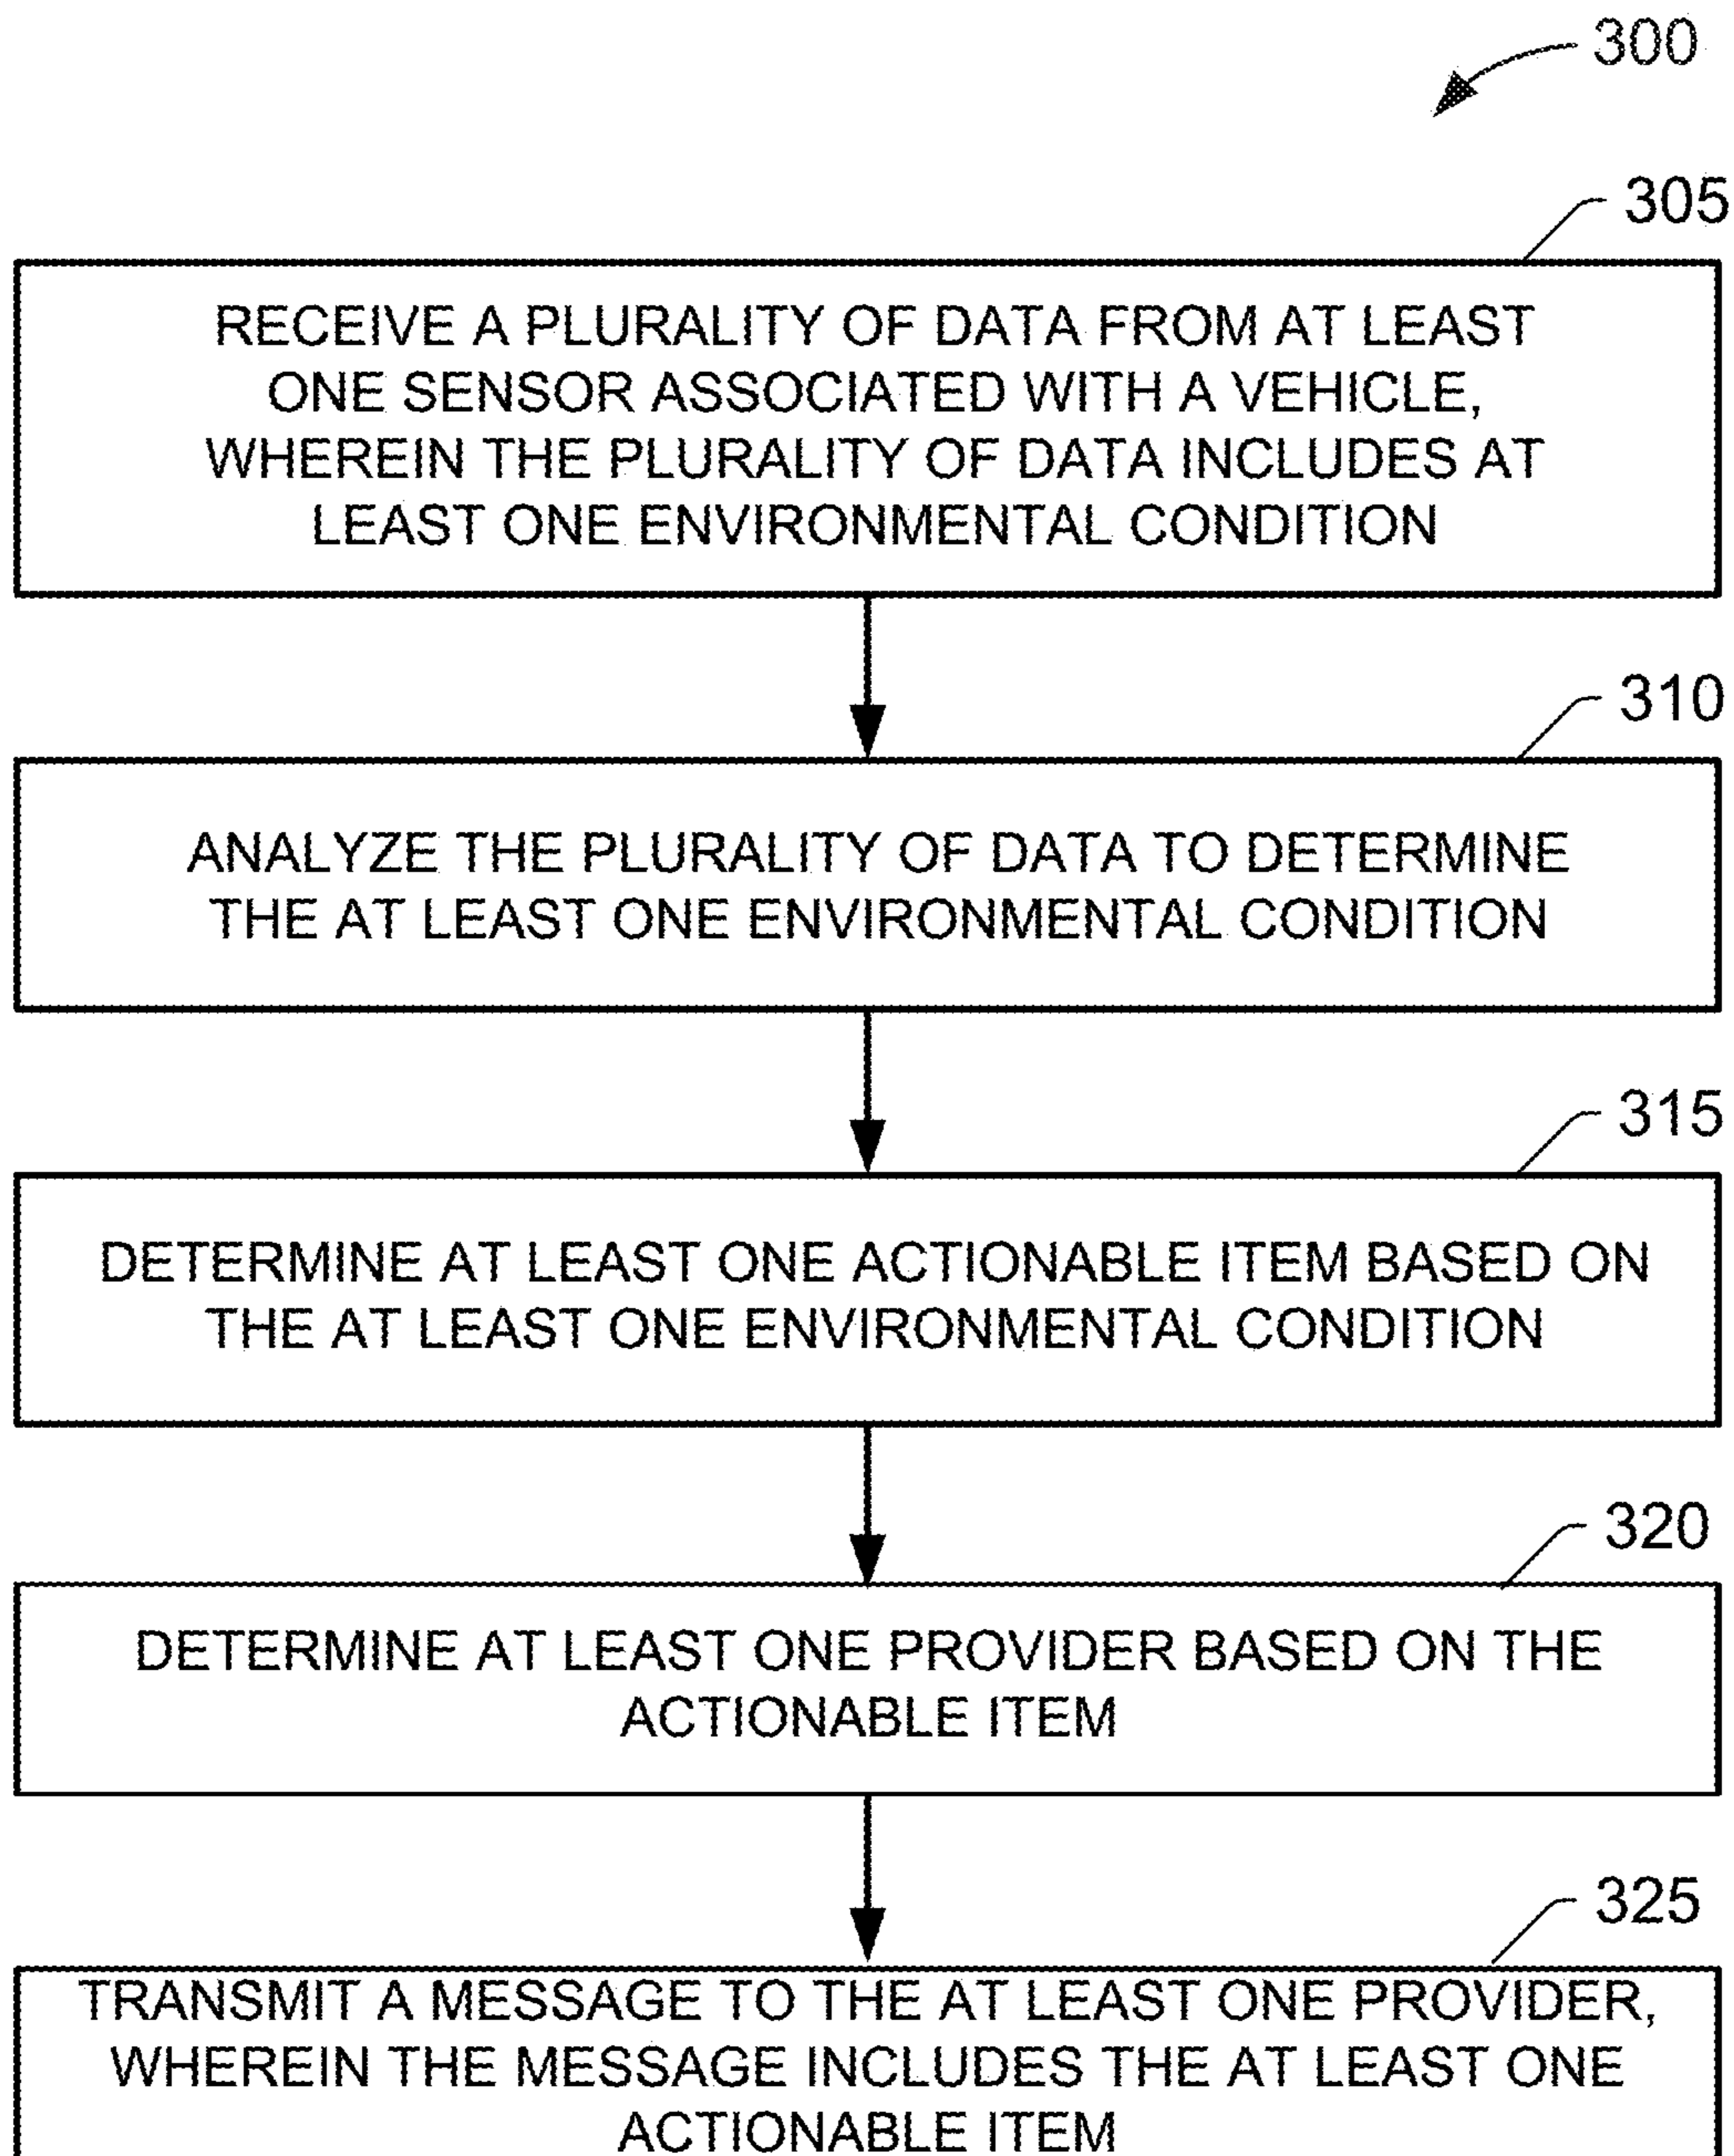 300
305
RECEIVE A PLURALITY OF DATA FROM AT LEAST
ONE SENSOR ASSOCIATED WITH A VEHICLE,
WHEREIN THE PLURALITY OF DATA INCLUDES AT
LEAST ONE ENVIRONMENTAL CONDITION
310
ANALYZE THE PLURALITY OF DATA TO DETERMINE
THE AT LEAST ONE ENVIRONMENTAL CONDITION
315
DETERMINE AT LEAST ONE ACTIONABLE ITEM BASED ON
THE AT LEAST ONE ENVIRONMENTAL CONDITION
320
DETERMINE AT LEAST ONE PROVIDER BASED ON THE
ACTIONABLE ITEM
325
TRANSMIT A MESSAGE TO THE AT LEAST ONE PROVIDER,
WHEREIN THE MESSAGE INCLUDES THE AT LEAST ONE
ACTIONABLE ITEM